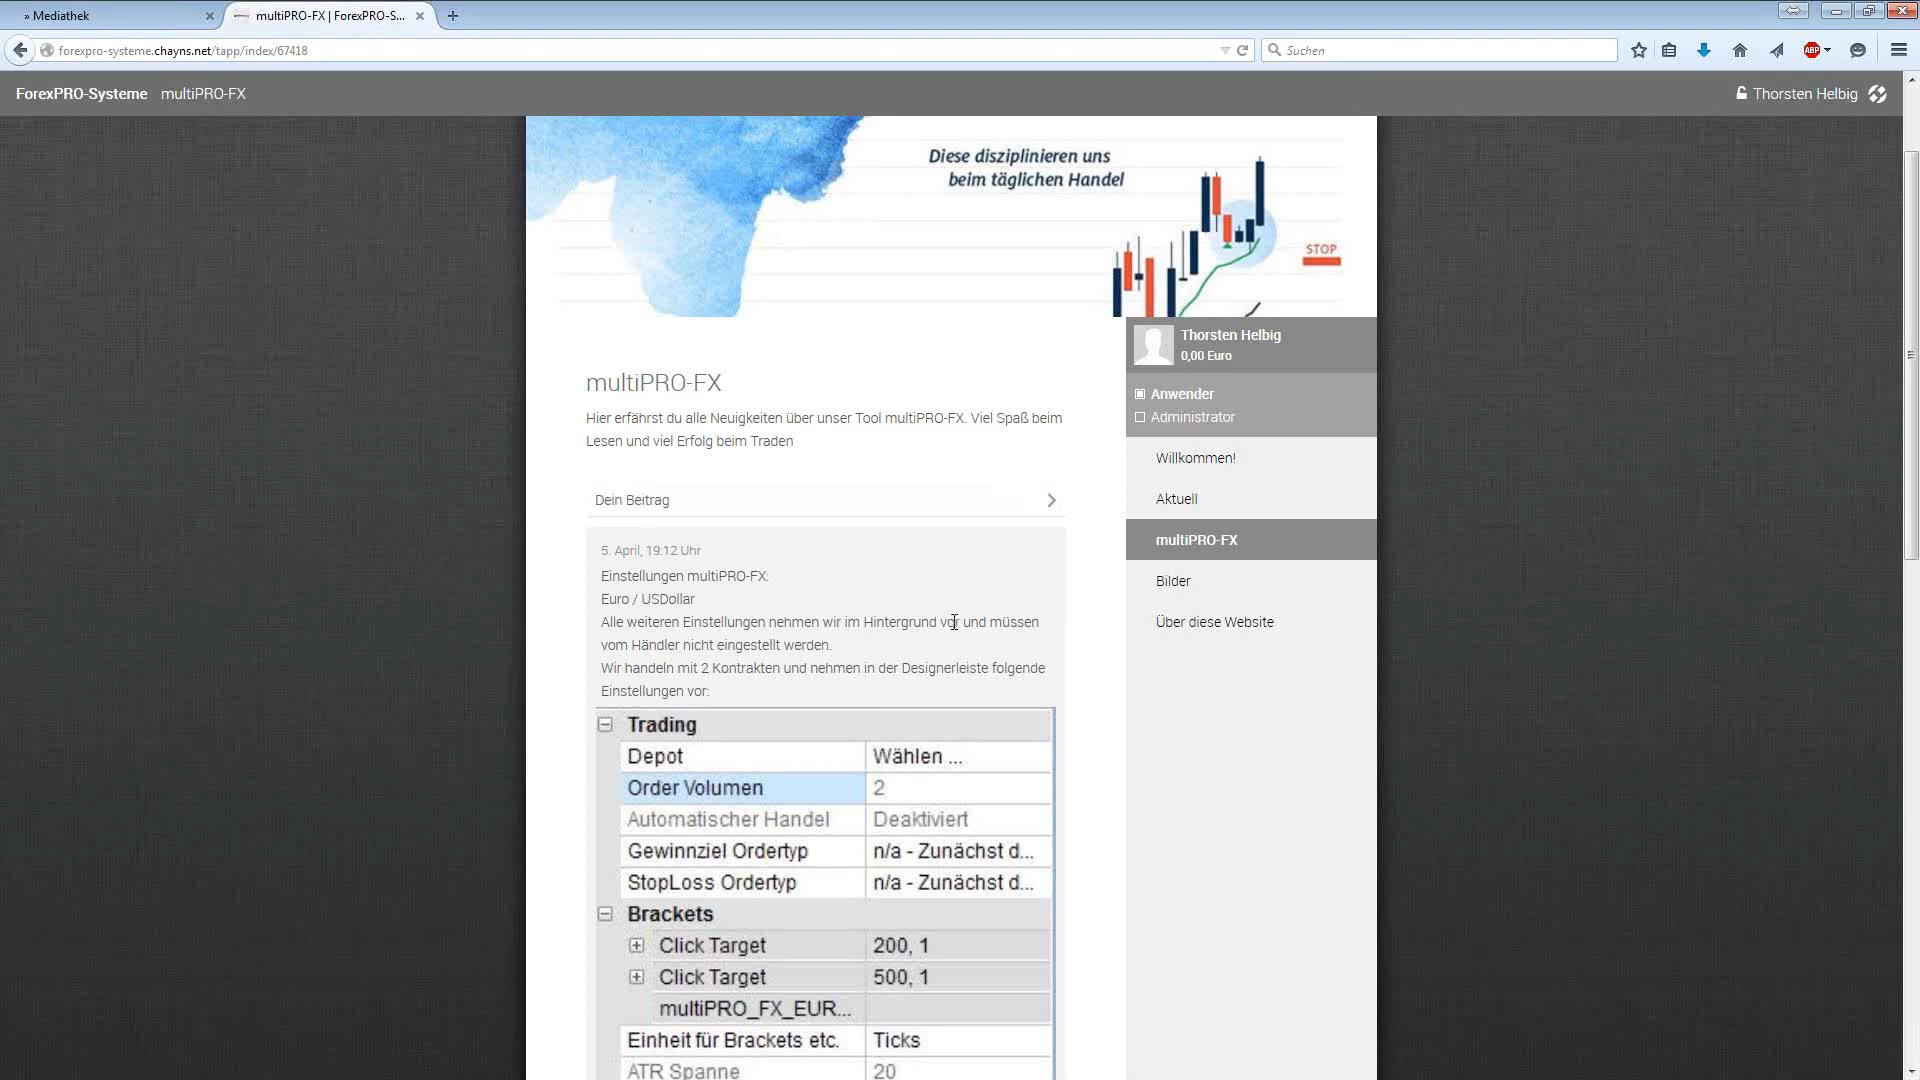 » Mediathek
multiPRO-FX | ForexPRO-S...
forexpro-systeme.chayns.net/tapp/index/67418
Suchen
ABP
ForexPRO-Systeme multiPRO-FX
Thorsten Helbig
Diese disziplinieren uns
beim täglichen Handel
STOP
Thorsten Helbig
0,00 Euro
Anwender
Administrator
Willkommen!
Aktuell
multiPRO-FX
Bilder
Über diese Website
multiPRO-FX
Hier erfährst du alle Neuigkeiten über unser Tool multiPRO-FX. Viel Spaß beim
Lesen und viel Erfolg beim Traden
Dein Beitrag
5. April, 19:12 Uhr
Einstellungen multiPRO-FX:
Euro / USDollar
Alle weiteren Einstellungen nehmen wir im Hintergrund vor und müssen
vom Händler nicht eingestellt werden.
Wir handeln mit 2 Kontrakten und nehmen in der Designerleiste folgende
Einstellungen vor:
Trading
Depot Wählen ...
Order Volumen 2
Automatischer Handel Deaktiviert
Gewinnziel Ordertyp n/a - Zunächst d...
StopLoss Ordertyp n/a - Zunächst d...
Brackets
Click Target 200, 1
Click Target 500, 1
multiPRO_FX_EUR...
Einheit für Brackets etc. Ticks
ATR Spanne 20